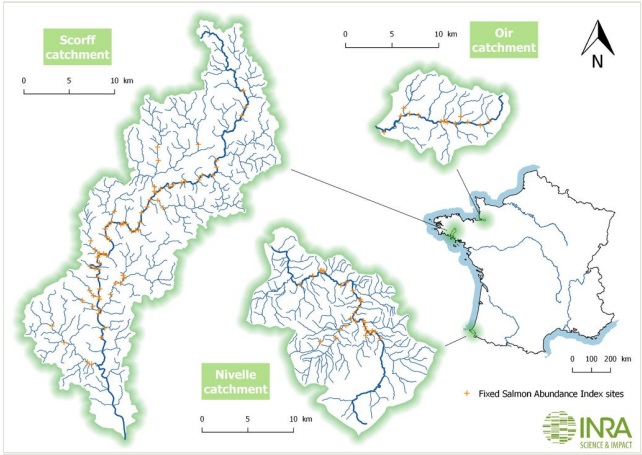 Scorff
catchment
0 5 10 km
0 5 10 km
Oir
catchment
N
Nivelle
catchment
0 5 10 km
0 100 200 km
Fixed Salmon Abundance Index sites
INRA
SCIENCE & IMPACT